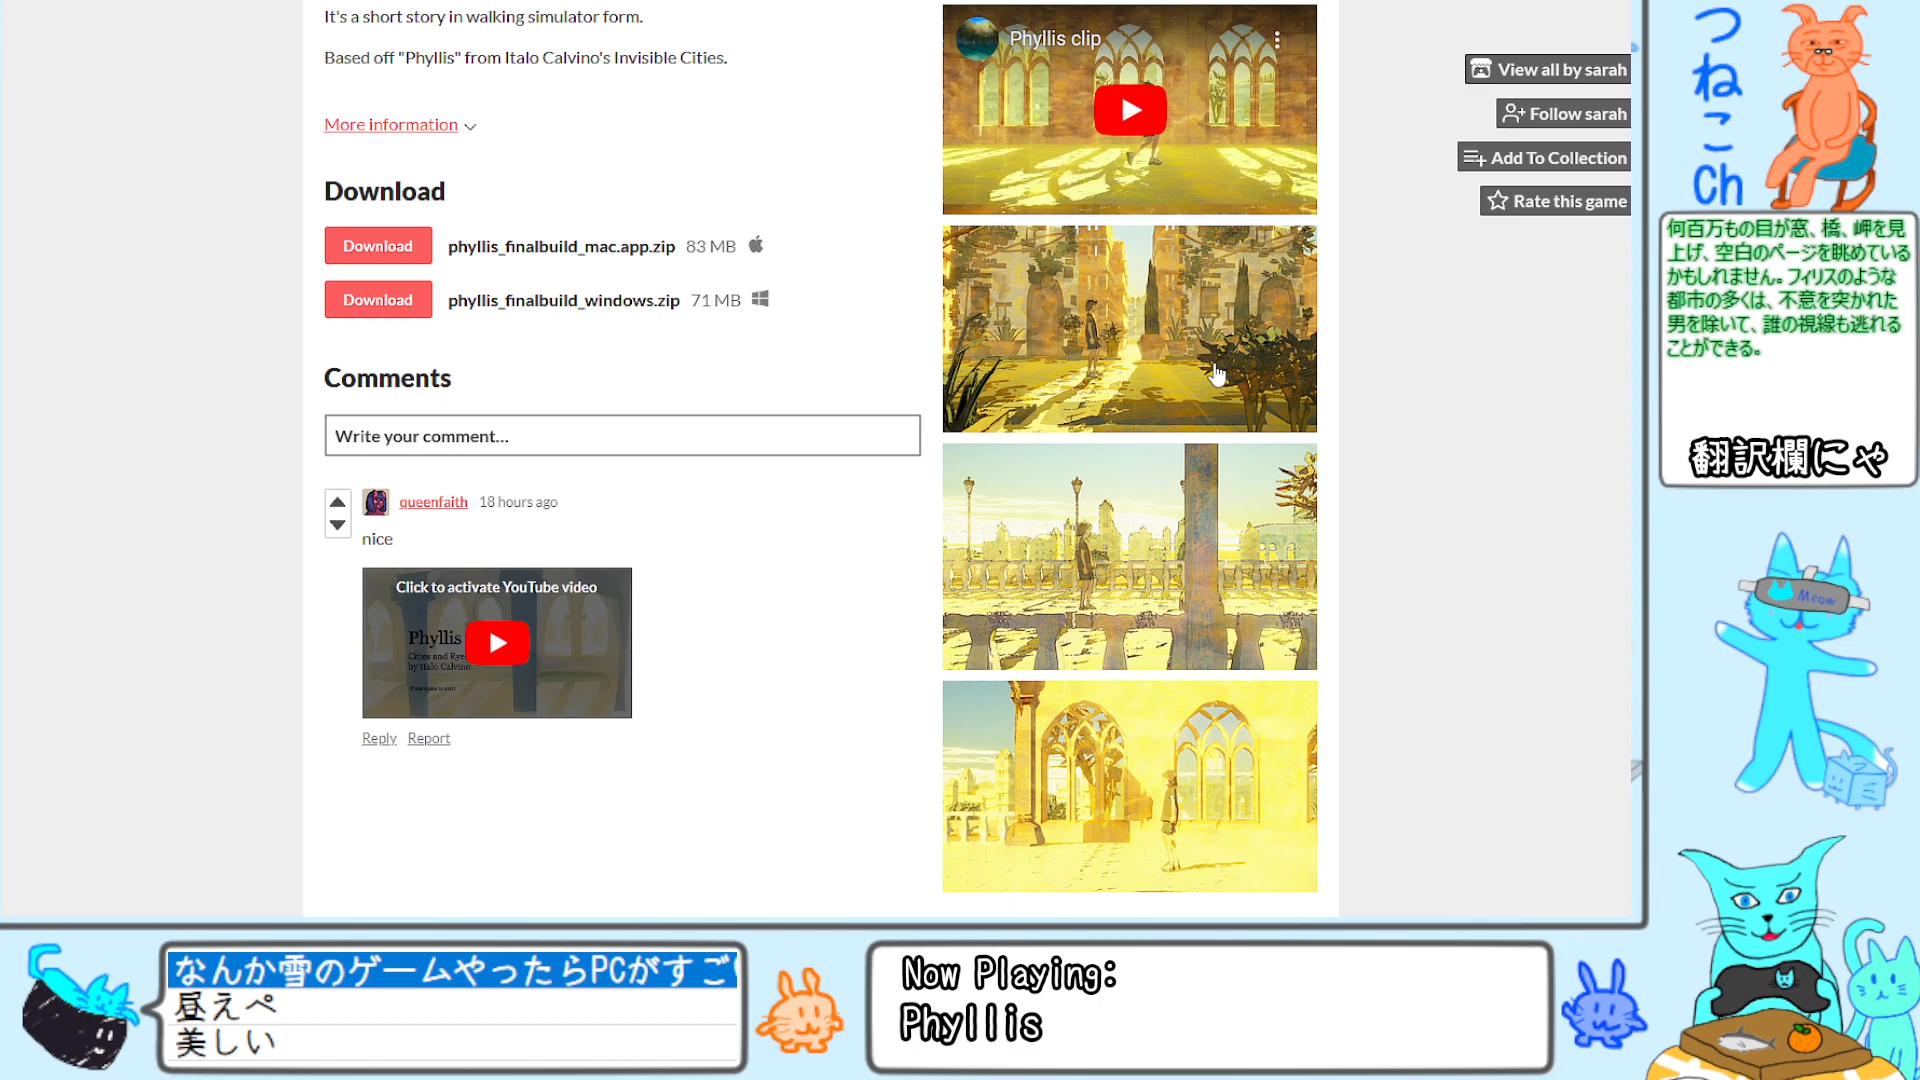 It's a short story in walking simulator form.
Based off "Phyllis" from Italo Calvino's Invisible Cities.
More information
Download
Download phyllis_finalbuild_mac.app.zip 83 MB
Download phyllis_finalbuild_windows.zip 71 MB
Comments
Write your comment...
queenfaith 18 hours ago
nice
Click to activate YouTube video
Phyllis
Cities and Eyes
by Italo Calvino
Reply Report
Phyllis clip
View all by sarah
Follow sarah
Add To Collection
Rate this game
つねこ
Ch
何百万もの目が窓、橋、岬を見
上げ、空白のページを眺めている
かもしれません。フィリスのような
都市の多くは、不意を突かれた
男を除いて、誰の視線も逃れる
ことができる。
翻訳欄にゃ
Meow
なんか雪のゲームやったらPCがすご
昼えぺ
美しい
Now Playing:
Phyllis